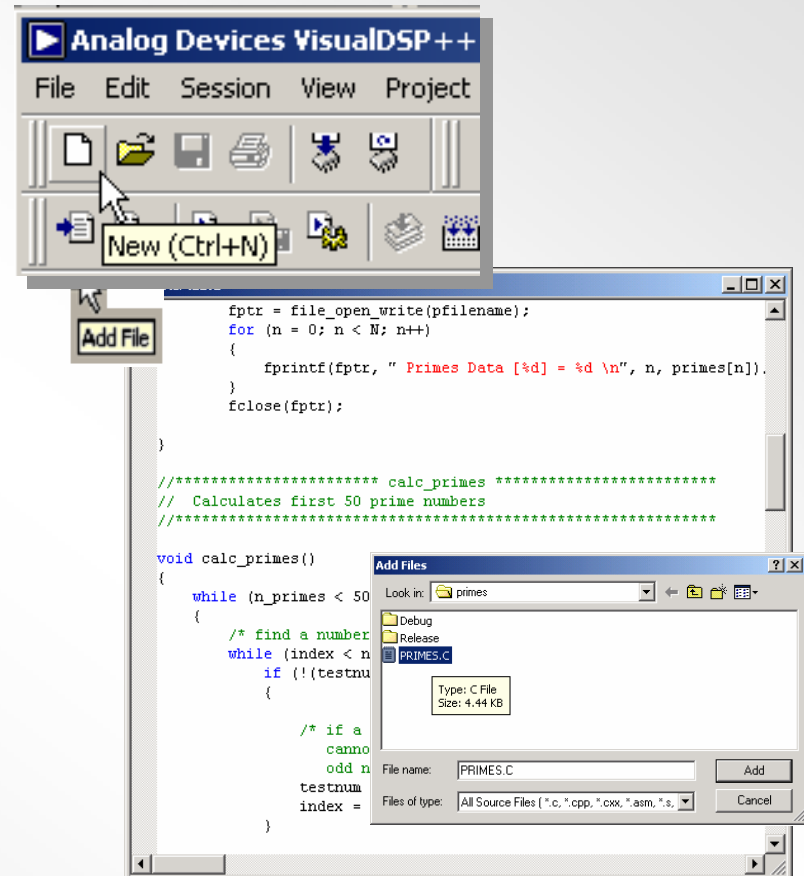 Analog Devices VisualDSP++
File Edit Session View Project
New (Ctrl+N)
Add File
fptr = file_open_write(pfilename);
for (n = 0; n < N; n++)
{
fprintf(fptr, " Primes Data [%d] = %d \n", n, primes[n]).
}
fclose(fptr);
}
//*********************** calc_primes *************************
// Calculates first 50 prime numbers
//*************************************************************
void calc_primes()
{
while (n_primes < 50
{
/* find a number
while (index < n
if (!(testnu
{
/* if a
canno
odd n
testnum
index =
}
Add Files
Look in: primes
Debug
Release
PRIMES.C
Type: C File
Size: 4.44 KB
File name: PRIMES.C
Add
Files of type: All Source Files ( *.c, *.cpp, *.cxx, *.asm, *.s,
Cancel